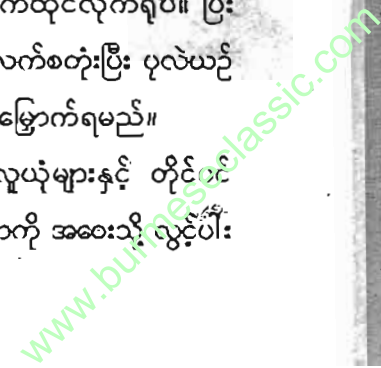 က်ထိုင်လိုက်ရုံပ။ ပြီး
လက်စတုံးပြီး ပုလဲယဉ်
မြှောက်ရမည်။
လူယုံများနှင့် တိုင်ပင်
ာကို အဝေးသို့ လွင့်ပါး
www.burmeseclassic.com